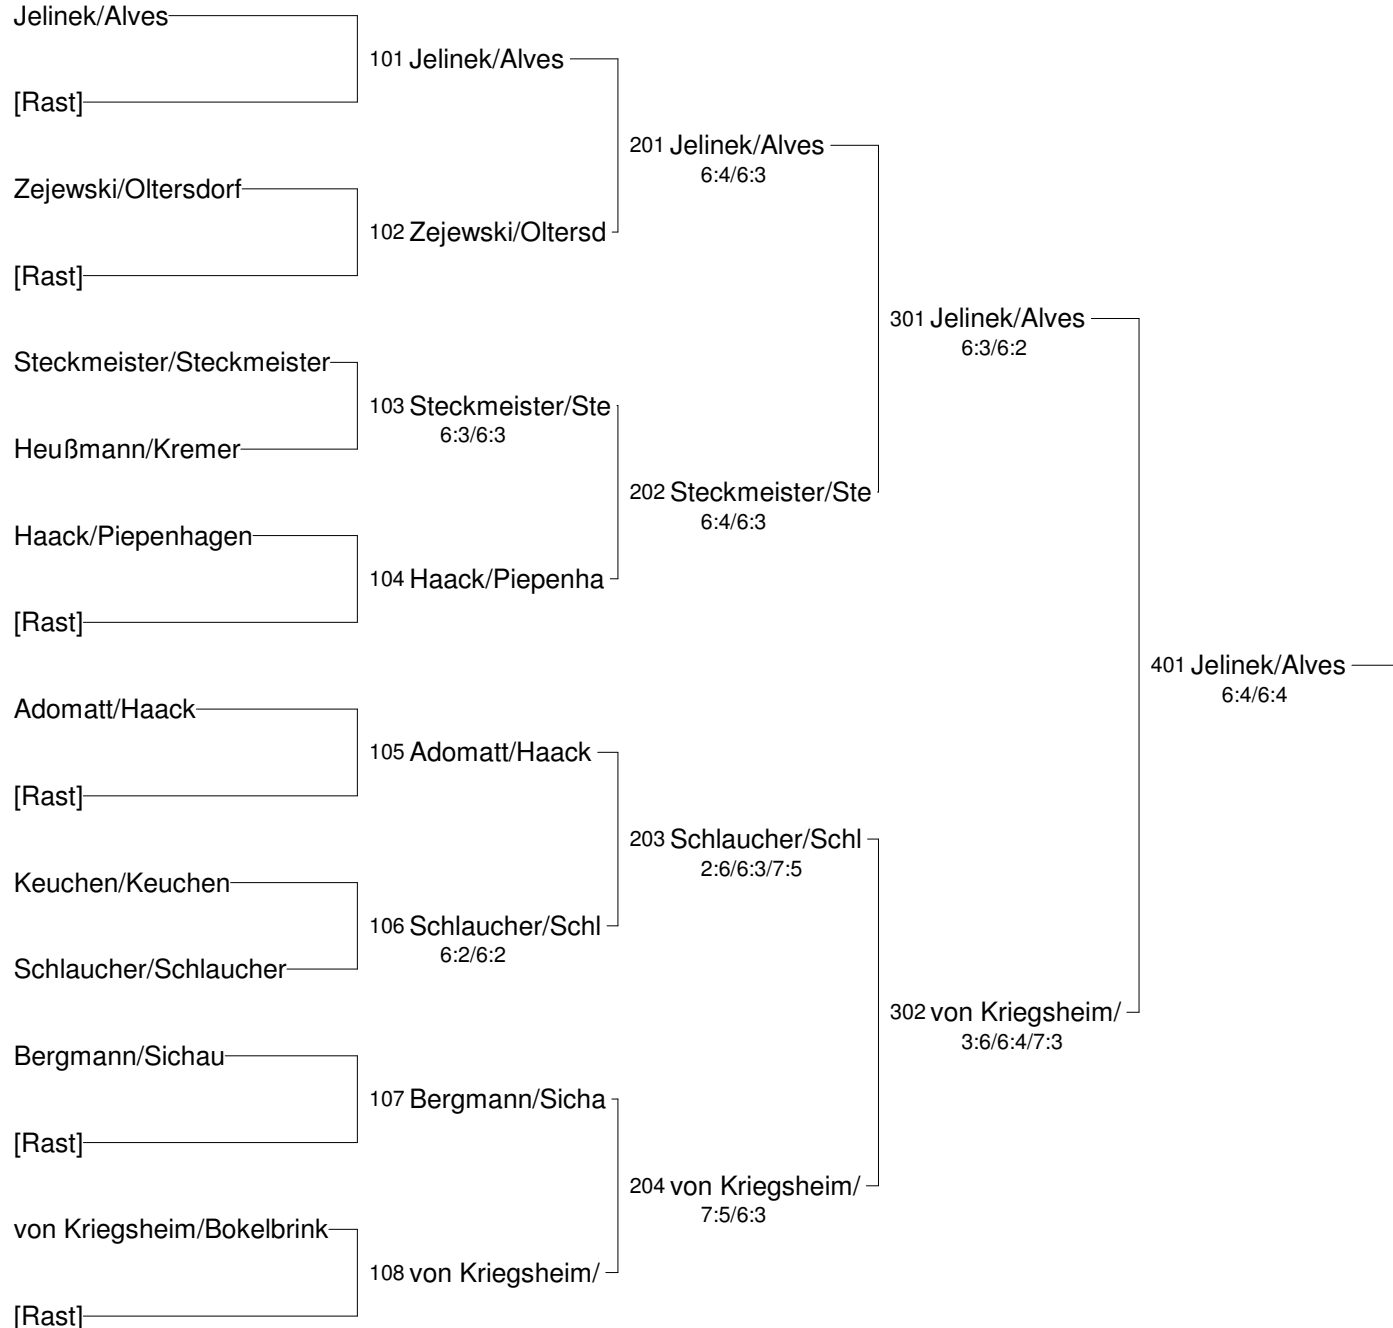 Jelinek/Alves
101 Jelinek/Alves
[Rast]
201 Jelinek/Alves
6:4/6:3
Zejewski/Oltersdorf
102 Zejewski/Oltersd
[Rast]
301 Jelinek/Alves
6:3/6:2
Steckmeister/Steckmeister
103 Steckmeister/Ste
6:3/6:3
Heußmann/Kremer
202 Steckmeister/Ste
6:4/6:3
Haack/Piepenhagen
104 Haack/Piepenha
[Rast]
401 Jelinek/Alves
6:4/6:4
Adomatt/Haack
105 Adomatt/Haack
[Rast]
203 Schlaucher/Schl
2:6/6:3/7:5
Keuchen/Keuchen
106 Schlaucher/Schl
6:2/6:2
Schlaucher/Schlaucher
302 von Kriegsheim/
3:6/6:4/7:3
Bergmann/Sichau
107 Bergmann/Sicha
[Rast]
204 von Kriegsheim/
7:5/6:3
von Kriegsheim/Bokelbrink
108 von Kriegsheim/
[Rast]